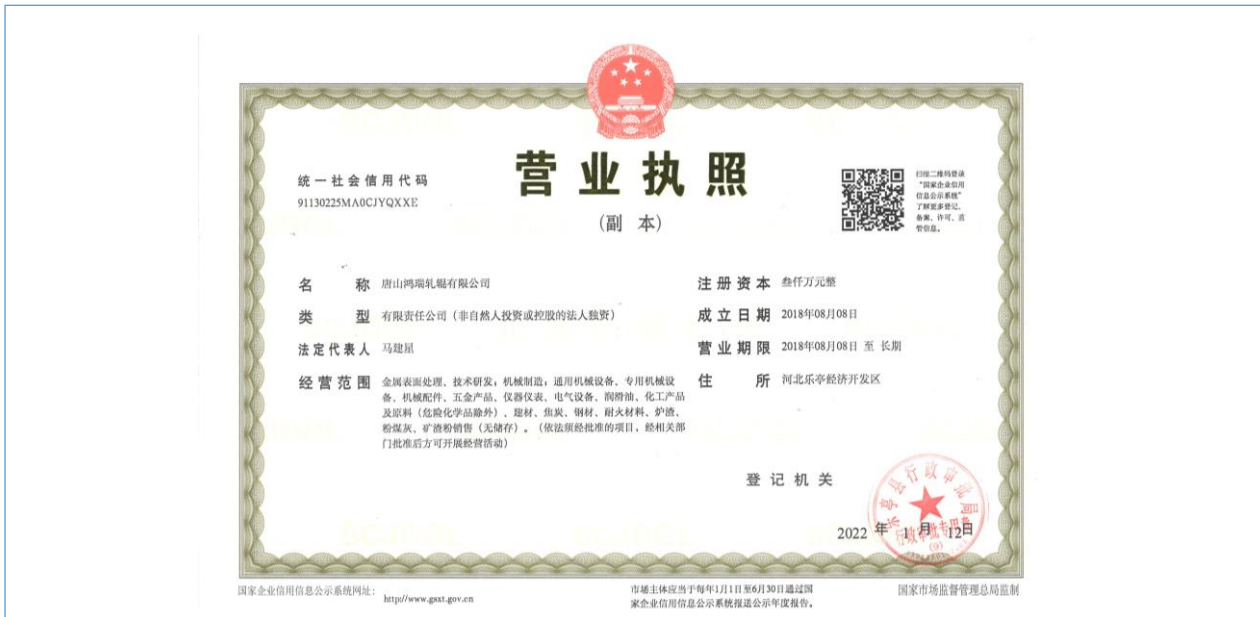 营业执照
(副 本)
统一社会信用代码
91130225MA0CJYQXXE
扫描二维码登录
“国家企业信用
信息公示系统”
了解更多登记、
备案、许可、监
管信息。
名 称 唐山鸿瑞轧辊有限公司
类 型 有限责任公司（非自然人投资或控股的法人独资）
法定代表人 马建星
经营范围 金属表面处理、技术研发；机械制造；通用机械设备、专用机械设
备、机械配件、五金产品、仪器仪表、电气设备、润滑油、化工产品
及原料（危险化学品除外）、建材、焦炭、钢材、耐火材料、炉渣、
粉煤灰、矿渣粉销售（无储存）。（依法须经批准的项目，经相关部
门批准后方可开展经营活动）
注册资本 叁仟万元整
成立日期 2018年08月08日
营业期限 2018年08月08日 至 长期
住 所 河北乐亭经济开发区
登记机关
乐亭县行政审批局
行政审批专用章
(9)
2022 年 1 月 12日
国家企业信用信息公示系统网址：
http://www.gsxt.gov.cn
市场主体应当于每年1月1日至6月30日通过国
家企业信用信息公示系统报送公示年度报告。
国家市场监督管理总局监制